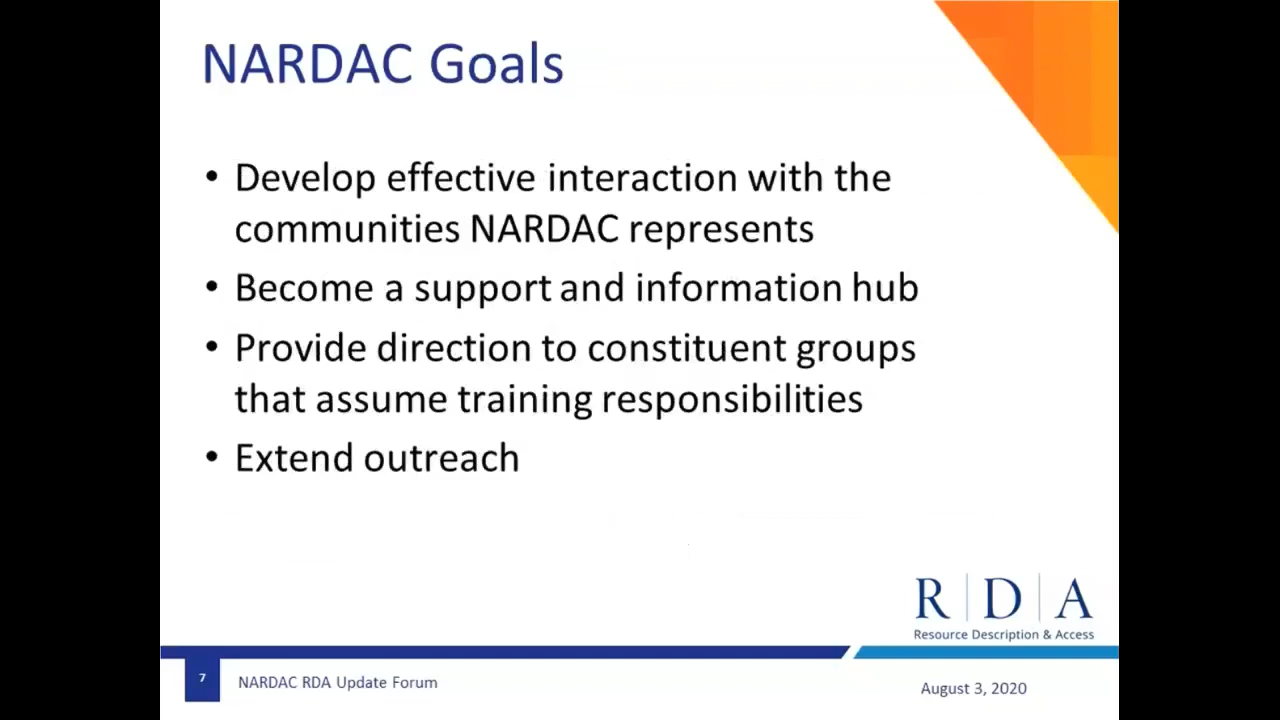 NARDAC Goals
• Develop effective interaction with the
communities NARDAC represents
• Become a support and information hub
• Provide direction to constituent groups
that assume training responsibilities
• Extend outreach
R D A
Resource Description & Access
7
NARDAC RDA Update Forum
August 3, 2020